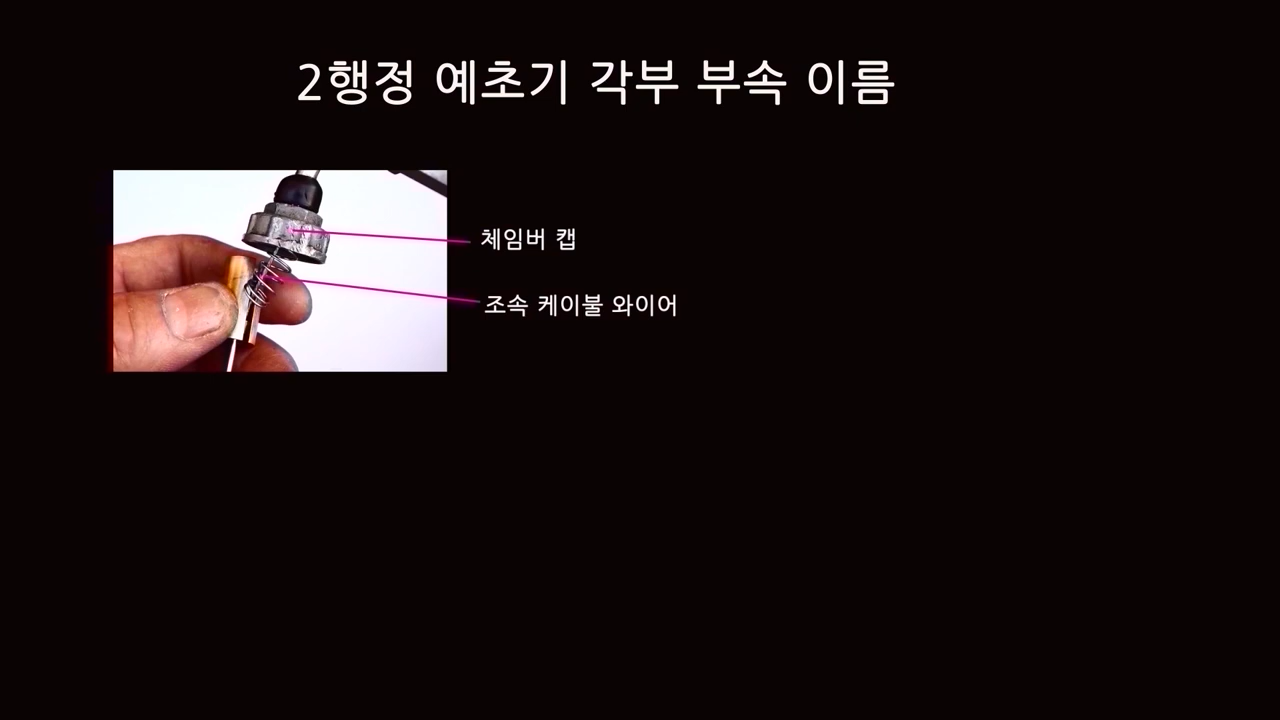 2행정 예초기 각부 부속 이름
체임버 캡
조속 케이불 와이어